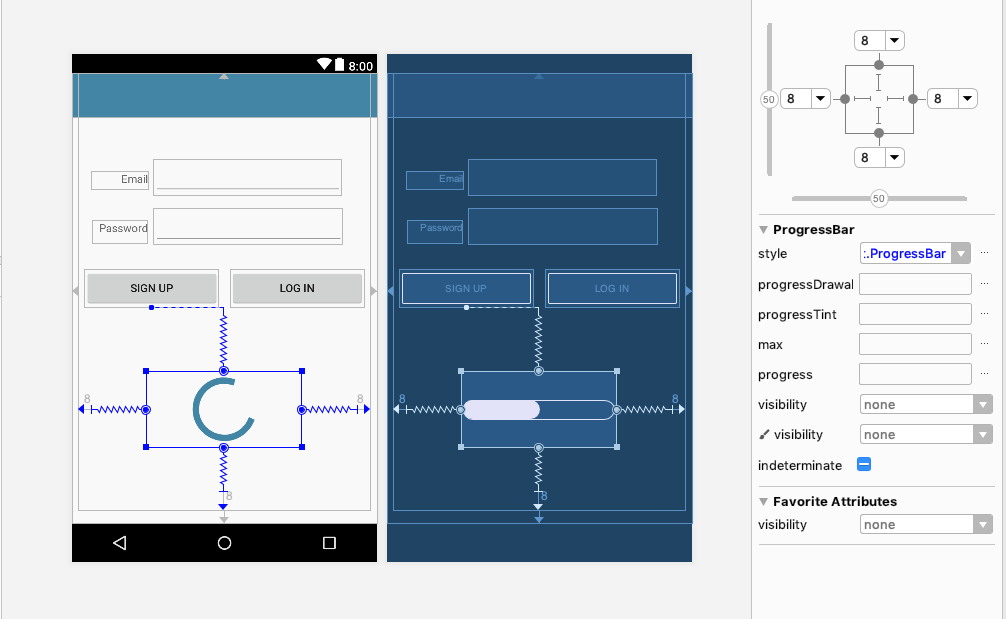 8:00
Email
Password
SIGN UP
LOG IN
8
8
8
Email
Password
SIGN UP
LOG IN
8
8
8
8
50
8
8
8
50
ProgressBar
style :.ProgressBar ...
progressDrawal ...
progressTint ...
max ...
progress ...
visibility none
visibility none
indeterminate
Favorite Attributes
visibility none